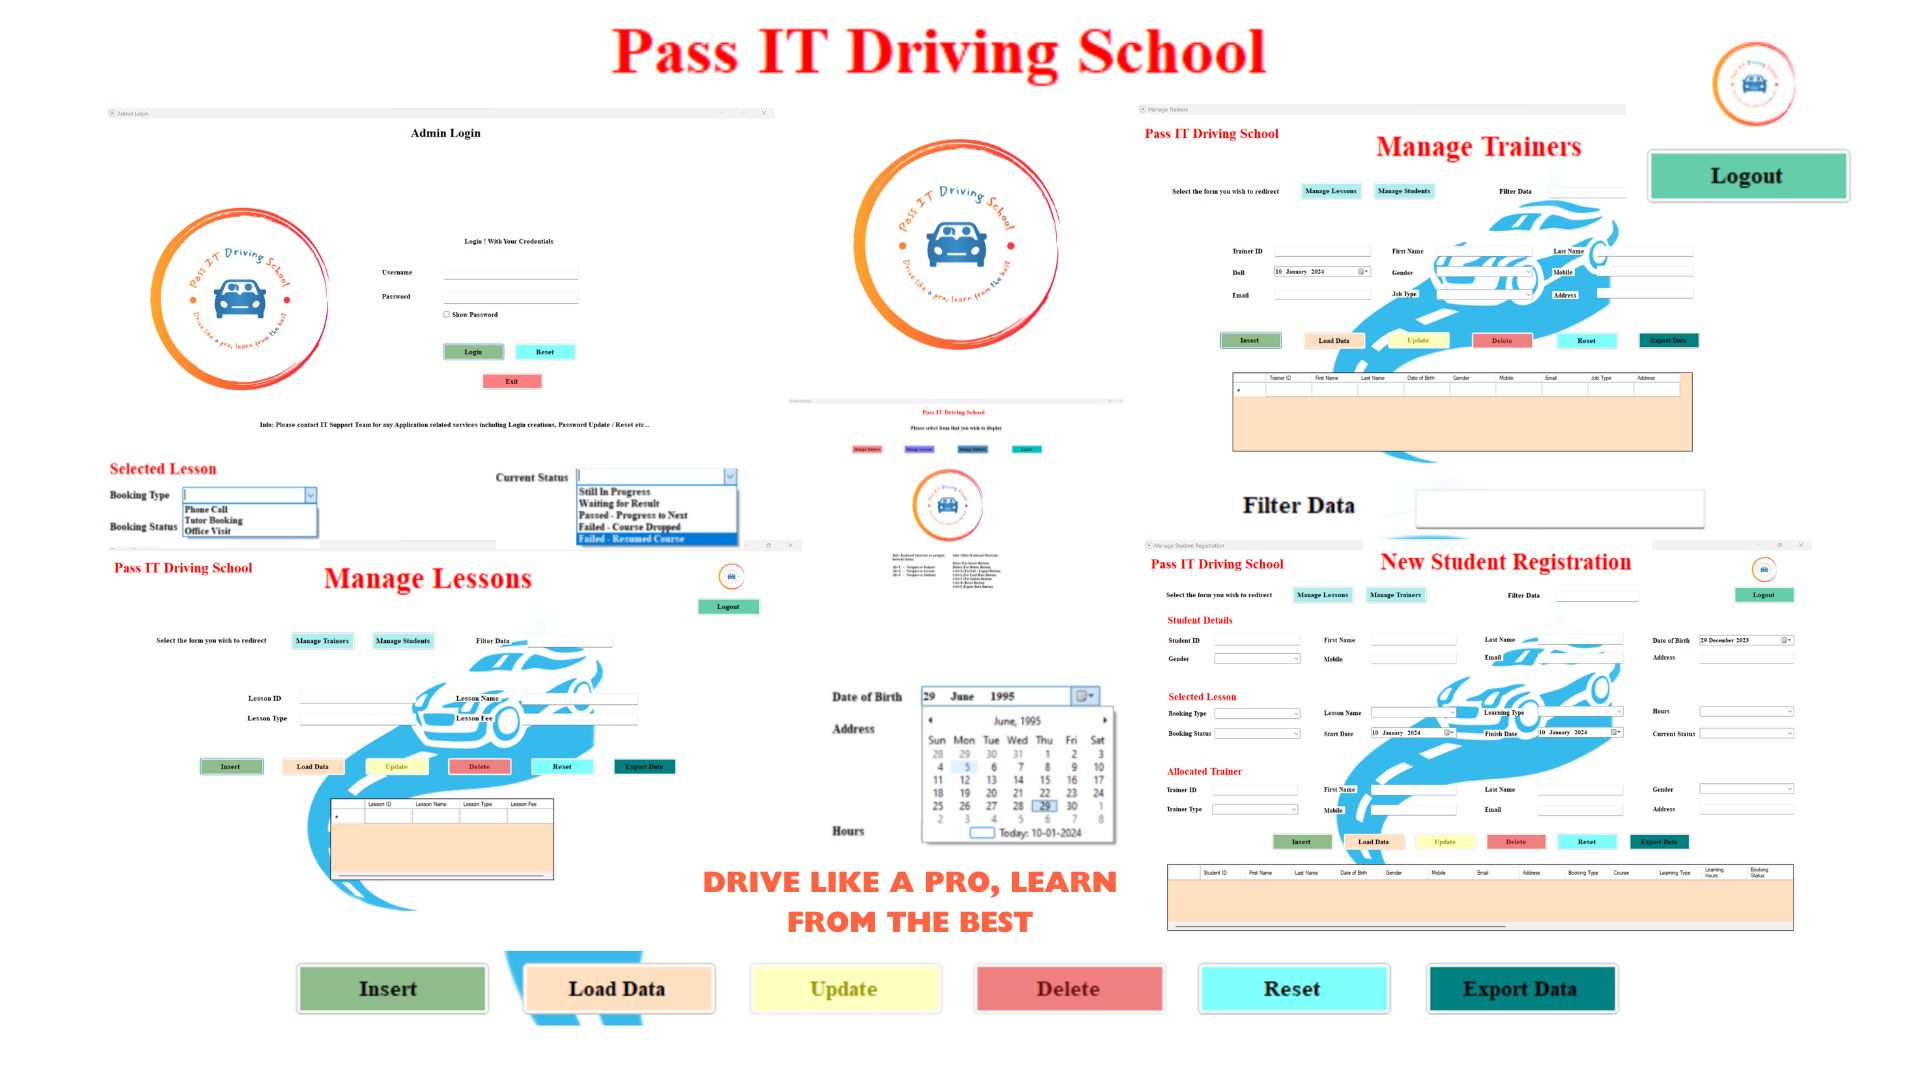 Pass IT Driving School
Admin Login
Admin Login
Pass IT Driving School
Drive like a pro, learn from the best
Login ! With Your Credentials
Username
Password
Show Password
Login
Reset
Exit
Info: Please contact IT Support Team for any Application related services including Login creations, Password Update / Reset etc...
Pass IT Driving School
Drive like a pro, learn from the best
Manage Trainers
Pass IT Driving School
Manage Trainers
Pass IT Driving School
Logout
Select the form you wish to redirect
Manage Lessons
Manage Students
Filter Data
Trainer ID
First Name
Last Name
DoB
10 January 2024
Gender
Mobile
Email
Job Type
Address
Insert
Load Data
Update
Delete
Reset
Export Data
Trainer ID First Name Last Name Date of Birth Gender Mobile Email Job Type Address
Pass IT Driving School
Please select from that you wish to display
Manage Trainers
Manage Lessons
Manage Students
Logout
Selected Lesson
Booking Type
Phone Call
Tutor Booking
Office Visit
Booking Status
Current Status
Still In Progress
Waiting for Result
Passed - Progress to Next
Failed - Course Dropped
Failed - Resumed Course
Filter Data
Pass IT Driving School
Manage Lessons
Logout
Select the form you wish to redirect
Manage Trainers
Manage Students
Filter Data
Lesson ID
Lesson Name
Lesson Type
Lesson Fee
Insert
Load Data
Update
Delete
Reset
Export Data
Lesson ID Lesson Name Lesson Type Lesson Fee
Date of Birth
29 June 1995
Address
June, 1995
Sun Mon Tue Wed Thu Fri Sat
28 29 30 31 1 2 3
4 5 6 7 8 9 10
11 12 13 14 15 16 17
18 19 20 21 22 23 24
25 26 27 28 29 30 1
2 3 4 5 6 7 8
Today: 10-01-2024
Hours
DRIVE LIKE A PRO, LEARN
FROM THE BEST
Manage Student Registration
Pass IT Driving School
New Student Registration
Select the form you wish to redirect
Manage Lessons
Manage Trainers
Filter Data
Logout
Student Details
Student ID
First Name
Last Name
Date of Birth
29 December 2023
Gender
Mobile
Email
Address
Selected Lesson
Booking Type
Lesson Name
Learning Type
Hours
Booking Status
Start Date
10 January 2024
Finish Date
10 January 2024
Current Status
Allocated Trainer
Trainer ID
First Name
Last Name
Gender
Trainer Type
Mobile
Email
Address
Insert
Load Data
Update
Delete
Reset
Export Data
Student ID First Name Last Name Date of Birth Gender Mobile Email Address Booking Type Course Learning Type Learning Hours Booking Status
Insert
Load Data
Update
Delete
Reset
Export Data